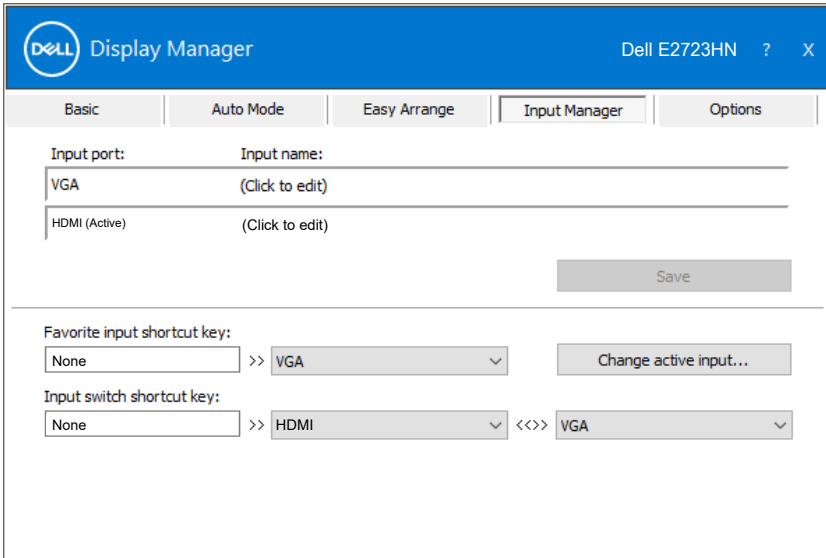 DELL Display Manager Dell E2723HN ? X
Basic Auto Mode Easy Arrange Input Manager Options
Input port: Input name:
VGA (Click to edit)
HDMI (Active) (Click to edit)
Save
Favorite input shortcut key:
None >> VGA Change active input...
Input switch shortcut key:
None >> HDMI <<>> VGA